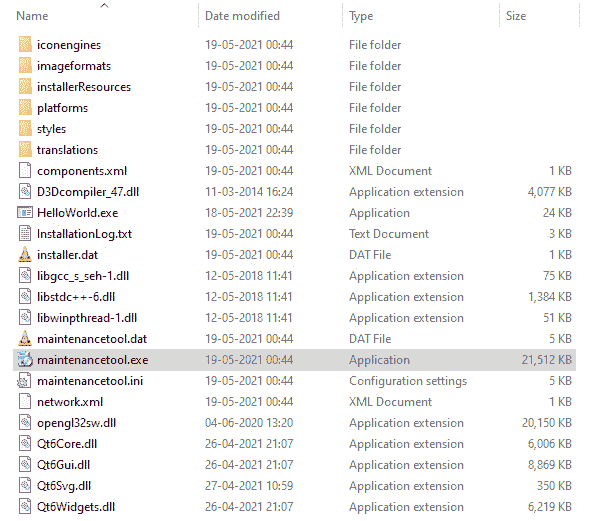 Name Date modified Type Size
iconengines 19-05-2021 00:44 File folder
imageformats 19-05-2021 00:44 File folder
installerResources 19-05-2021 00:44 File folder
platforms 19-05-2021 00:44 File folder
styles 19-05-2021 00:44 File folder
translations 19-05-2021 00:44 File folder
components.xml 19-05-2021 00:44 XML Document 1 KB
D3Dcompiler_47.dll 11-03-2014 16:24 Application extension 4,077 KB
HelloWorld.exe 18-05-2021 22:39 Application 24 KB
InstallationLog.txt 19-05-2021 00:44 Text Document 3 KB
installer.dat 19-05-2021 00:44 DAT File 1 KB
libgcc_s_seh-1.dll 12-05-2018 11:41 Application extension 75 KB
libstdc++-6.dll 12-05-2018 11:41 Application extension 1,384 KB
libwinpthread-1.dll 12-05-2018 11:41 Application extension 51 KB
maintenancetool.dat 19-05-2021 00:44 DAT File 5 KB
maintenancetool.exe 19-05-2021 00:44 Application 21,512 KB
maintenancetool.ini 19-05-2021 00:44 Configuration settings 5 KB
network.xml 19-05-2021 00:44 XML Document 1 KB
opengl32sw.dll 04-06-2020 13:20 Application extension 20,150 KB
Qt6Core.dll 26-04-2021 21:07 Application extension 6,006 KB
Qt6Gui.dll 26-04-2021 21:07 Application extension 8,869 KB
Qt6Svg.dll 27-04-2021 10:59 Application extension 350 KB
Qt6Widgets.dll 26-04-2021 21:07 Application extension 6,219 KB